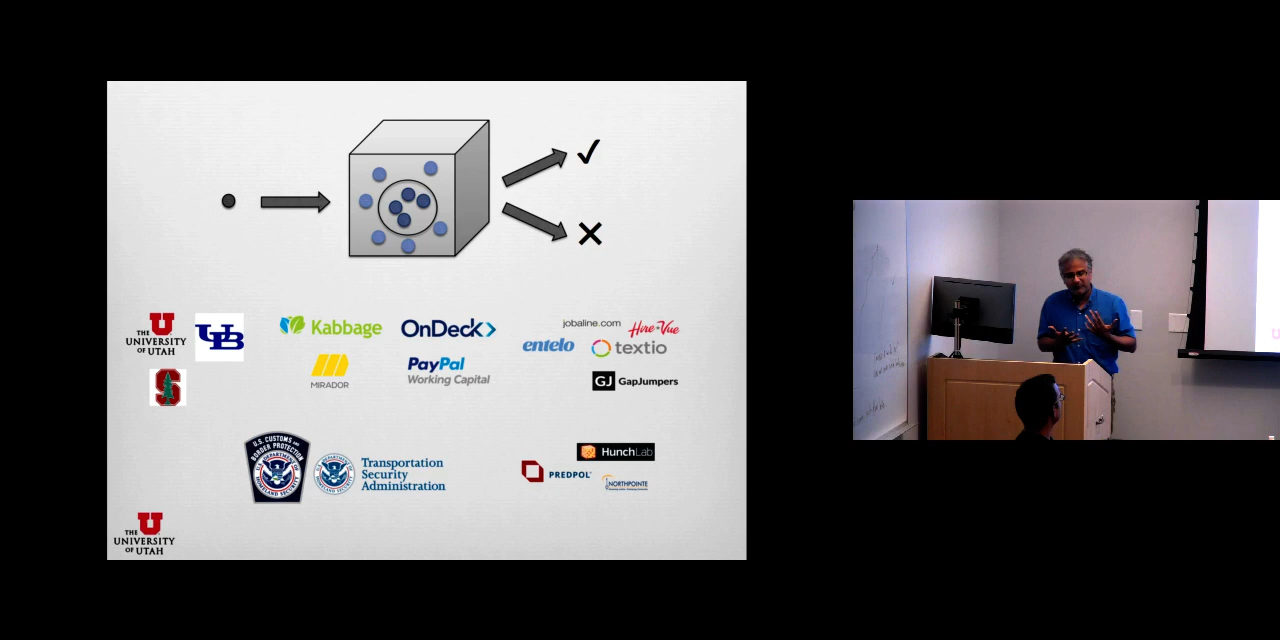 THE
UNIVERSITY
OF UTAH
UB
S
Kabbage
OnDeck
MIRADOR
PayPal
Working Capital
jobaline.com
HireVue
entelo
textio
GJ GapJumpers
U.S. CUSTOMS AND
BORDER PROTECTION
Transportation
Security
Administration
HunchLab
PREDPOL
NORTHPOINTE
THE
UNIVERSITY
OF UTAH